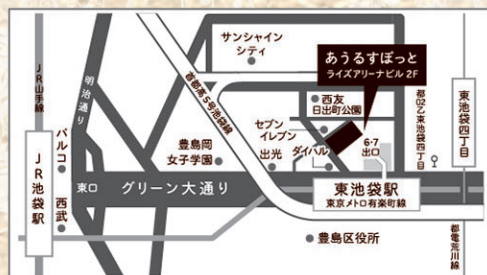 サンシャイン
シティ
あうるすぽっと
ライズアリーナビル 2F
JR山手線
明治通り
首都高5号池袋線
西友
日出町公園
都02乙東池袋四丁目
東池袋四丁目
パルコ
セブン
イレブン
6・7
出口
豊島岡
女子学園
出光
ダイハル
JR池袋駅
東口
グリーン大通り
東池袋駅
東京メトロ有楽町線
西武
豊島区役所
都電荒川線